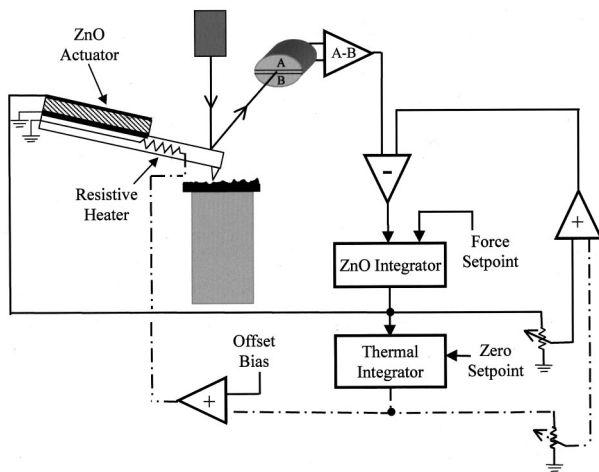 ZnO
Actuator
A
B
A-B
Resistive
Heater
-
+
Force
Setpoint
ZnO Integrator
Offset
Bias
Thermal
Integrator
Zero
Setpoint
+